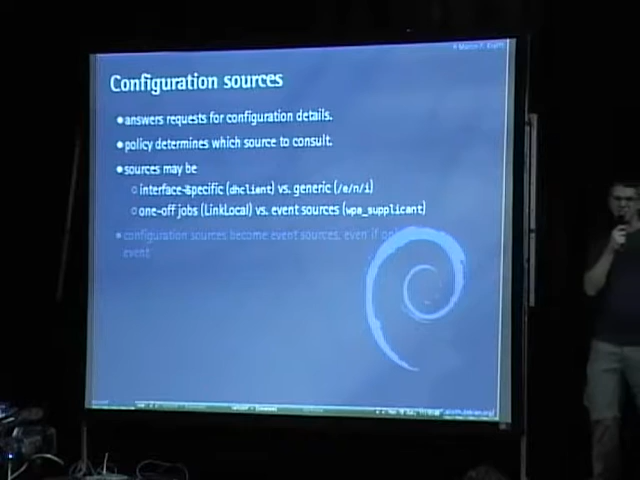 Configuration sources
•answers requests for configuration details.
•policy determines which source to consult.
•sources may be
○ interface-specific (dhclient) vs. generic (/e/n/i)
○ one-off jobs (LinkLocal) vs. event sources (wpa_supplicant)
• configuration sources become event sources, even if
event